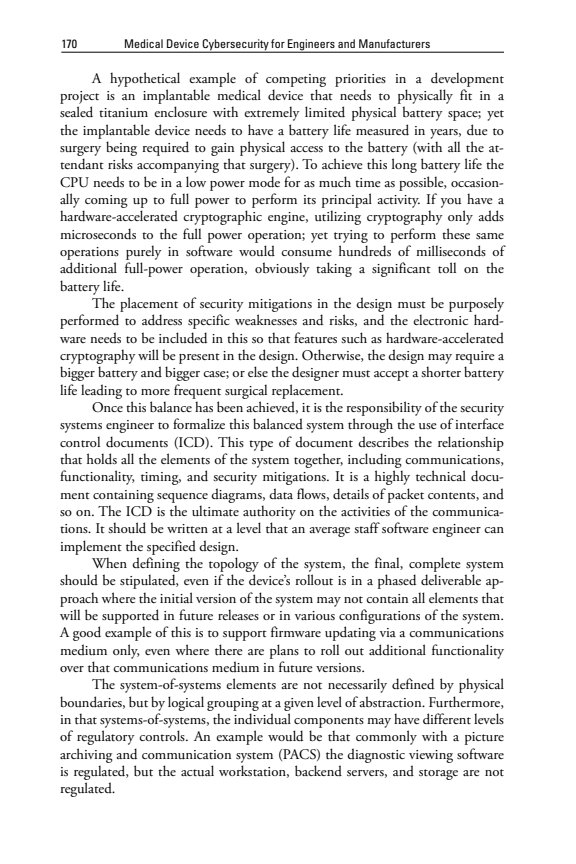 170 Medical Device Cybersecurity for Engineers and Manufacturers
A hypothetical example of competing priorities in a development
project is an implantable medical device that needs to physically fit in a
sealed titanium enclosure with extremely limited physical battery space; yet
the implantable device needs to have a battery life measured in years, due to
surgery being required to gain physical access to the battery (with all the at-
tendant risks accompanying that surgery). To achieve this long battery life the
CPU needs to be in a low power mode for as much time as possible, occasion-
ally coming up to full power to perform its principal activity. If you have a
hardware-accelerated cryptographic engine, utilizing cryptography only adds
microseconds to the full power operation; yet trying to perform these same
operations purely in software would consume hundreds of milliseconds of
additional full-power operation, obviously taking a significant toll on the
battery life.
The placement of security mitigations in the design must be purposely
performed to address specific weaknesses and risks, and the electronic hard-
ware needs to be included in this so that features such as hardware-accelerated
cryptography will be present in the design. Otherwise, the design may require a
bigger battery and bigger case; or else the designer must accept a shorter battery
life leading to more frequent surgical replacement.
Once this balance has been achieved, it is the responsibility of the security
systems engineer to formalize this balanced system through the use of interface
control documents (ICD). This type of document describes the relationship
that holds all the elements of the system together, including communications,
functionality, timing, and security mitigations. It is a highly technical docu-
ment containing sequence diagrams, data flows, details of packet contents, and
so on. The ICD is the ultimate authority on the activities of the communica-
tions. It should be written at a level that an average staff software engineer can
implement the specified design.
When defining the topology of the system, the final, complete system
should be stipulated, even if the device’s rollout is in a phased deliverable ap-
proach where the initial version of the system may not contain all elements that
will be supported in future releases or in various configurations of the system.
A good example of this is to support firmware updating via a communications
medium only, even where there are plans to roll out additional functionality
over that communications medium in future versions.
The system-of-systems elements are not necessarily defined by physical
boundaries, but by logical grouping at a given level of abstraction. Furthermore,
in that systems-of-systems, the individual components may have different levels
of regulatory controls. An example would be that commonly with a picture
archiving and communication system (PACS) the diagnostic viewing software
is regulated, but the actual workstation, backend servers, and storage are not
regulated.